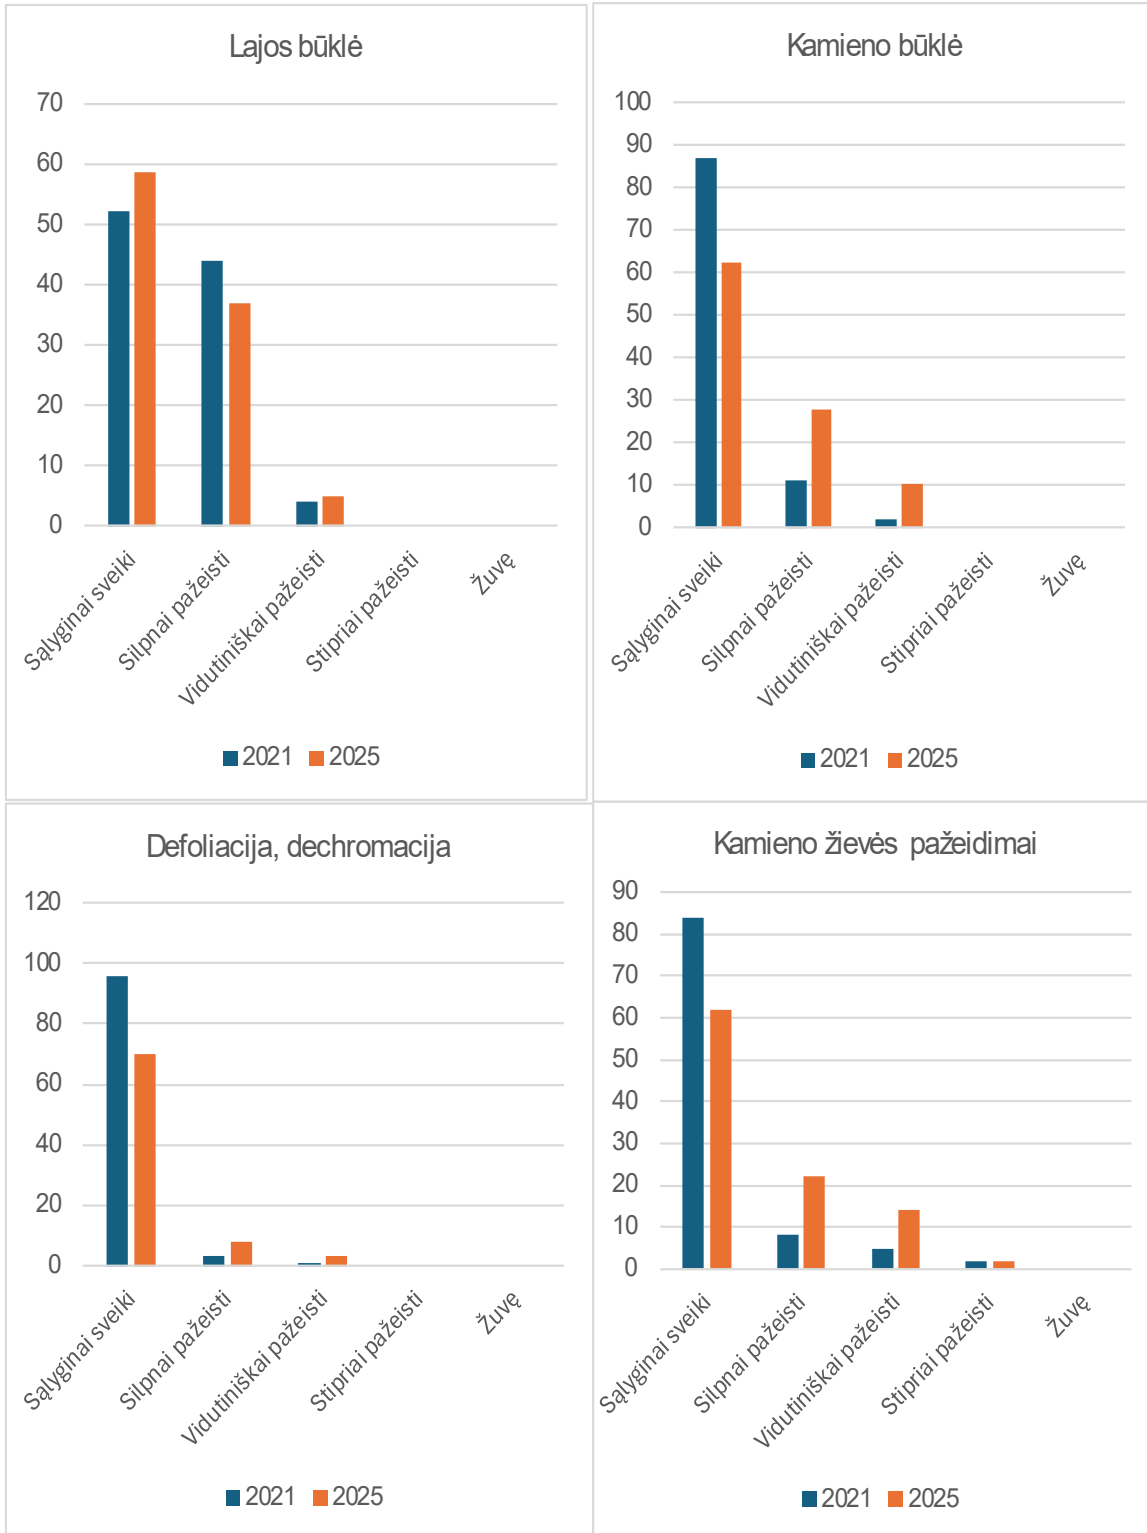 Lajos būklė
70
60
50
40
30
20
10
0
Sąlyginai sveiki
Silpnai pažeisti
Vidutiniškai pažeisti
Stipriai pažeisti
Žuvę
2021 2025
Kamieno būklė
100
90
80
70
60
50
40
30
20
10
0
Sąlyginai sveiki
Silpnai pažeisti
Vidutiniškai pažeisti
Stipriai pažeisti
Žuvę
2021 2025
Defoliacija, dechromacija
120
100
80
60
40
20
0
Sąlyginai sveiki
Silpnai pažeisti
Vidutiniškai pažeisti
Stipriai pažeisti
Žuvę
2021 2025
Kamieno žievės pažeidimai
90
80
70
60
50
40
30
20
10
0
Sąlyginai sveiki
Silpnai pažeisti
Vidutiniškai pažeisti
Stipriai pažeisti
Žuvę
2021 2025